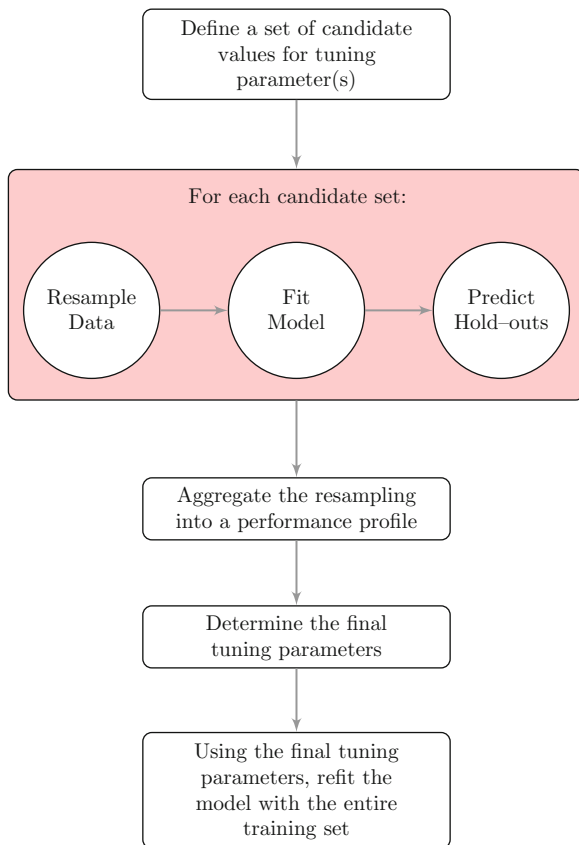 Define a set of candidate
values for tuning
parameter(s)
For each candidate set:
Resample
Data
Fit
Model
Predict
Hold–outs
Aggregate the resampling
into a performance profile
Determine the final
tuning parameters
Using the final tuning
parameters, refit the
model with the entire
training set